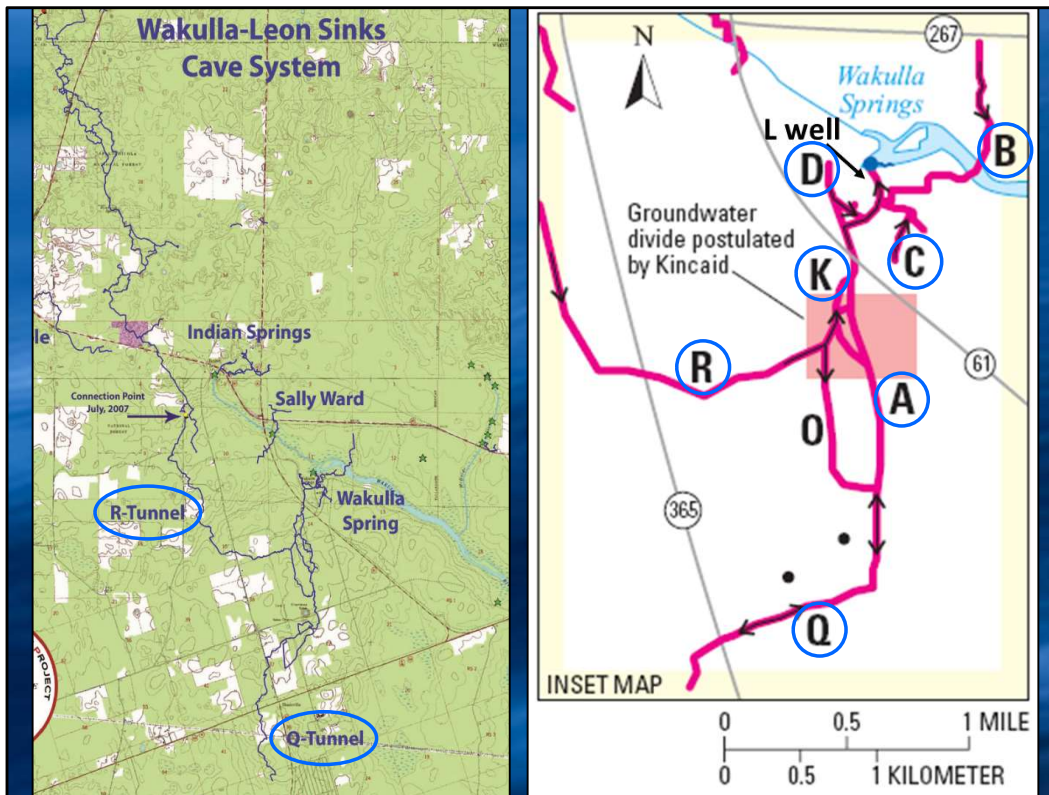 Wakulla-Leon Sinks
Cave System
Indian Springs
le
Connection Point
July, 2007
Sally Ward
Wakulla
Spring
R-Tunnel
Q-Tunnel
PROJECT
N
267
Wakulla
Springs
L well
D
B
Groundwater
divide postulated
by Kincaid
K
C
R
61
A
O
365
Q
INSET MAP
0 0.5 1 MILE
0 0.5 1 KILOMETER